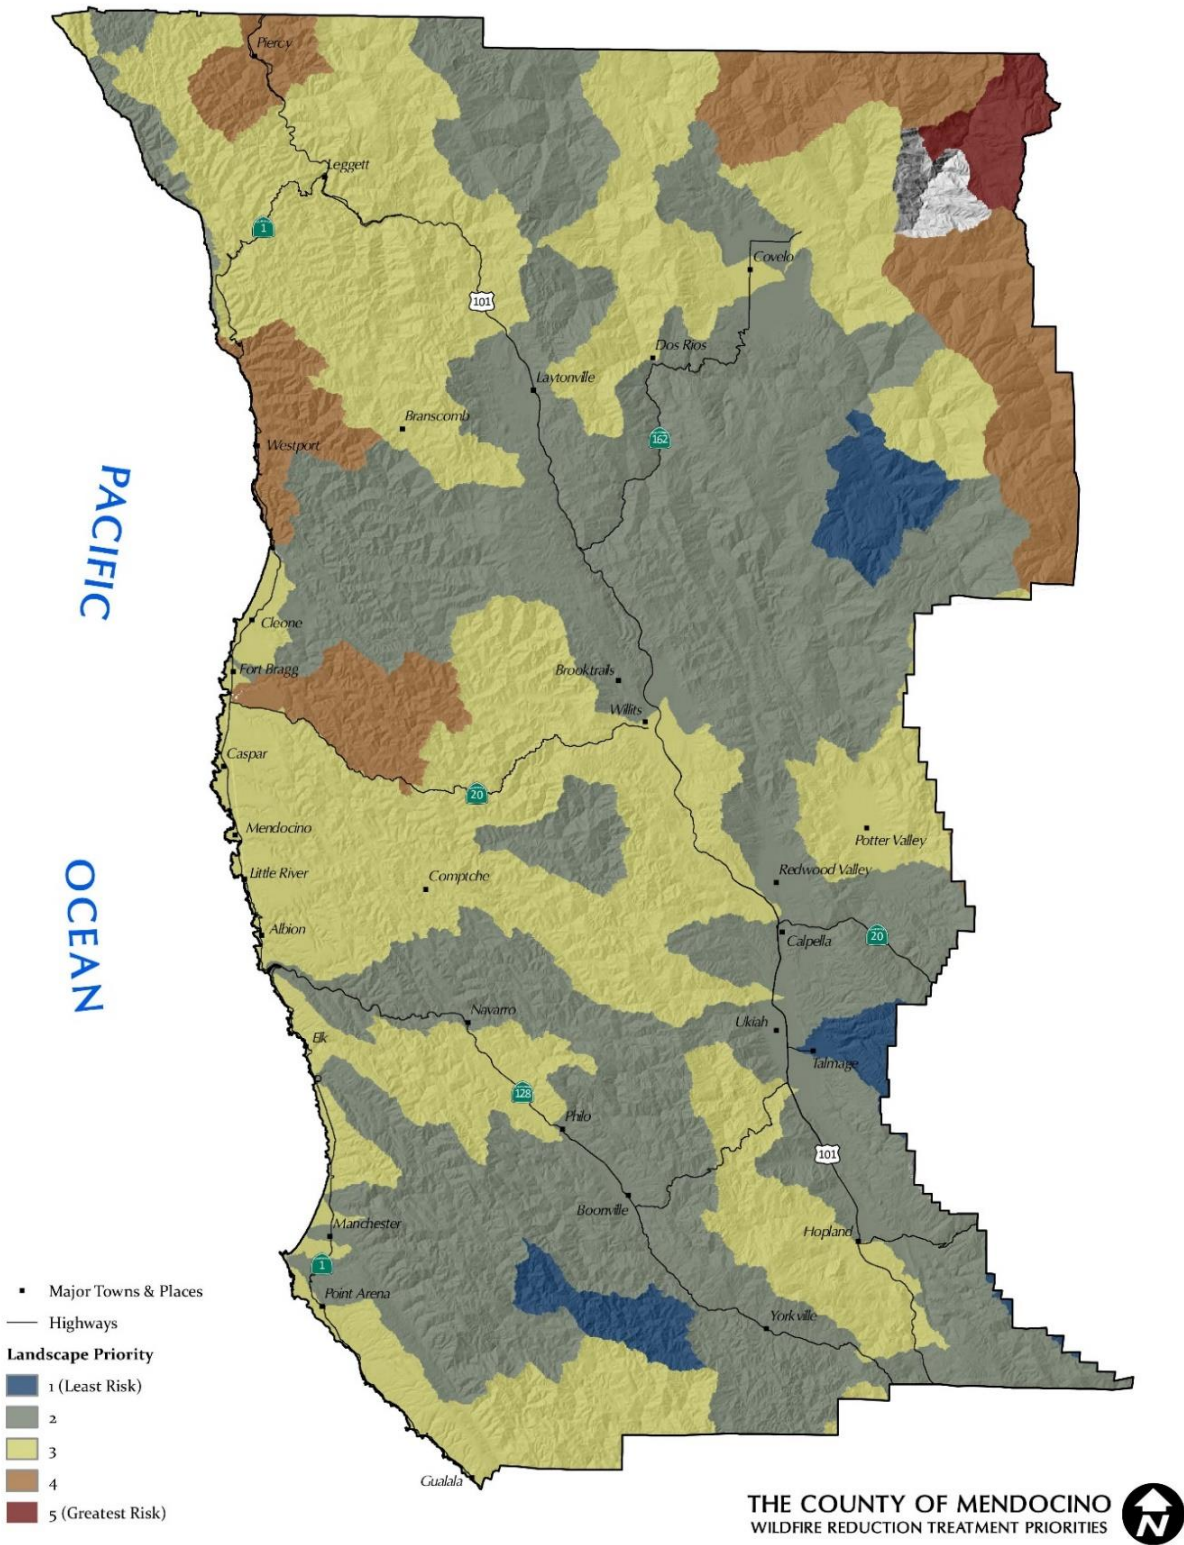 Piercy
Leggett
1
Covelo
101
Dos Rios
Laytonville
Branscomb
162
Westport
PACIFIC
Cleone
Fort Bragg
Brooktrails
Willits
Caspar
20
Mendocino
Potter Valley
Little River
Comptche
Redwood Valley
OCEAN
Albion
Calpella
20
Navarro
Ukiah
Elk
Talmage
128
Philo
101
Boonville
Manchester
Hopland
1
Point Arena
Yorkville
Major Towns & Places
Highways
Landscape Priority
1 (Least Risk)
2
3
4
5 (Greatest Risk)
Gualala
THE COUNTY OF MENDOCINO
WILDFIRE REDUCTION TREATMENT PRIORITIES
N